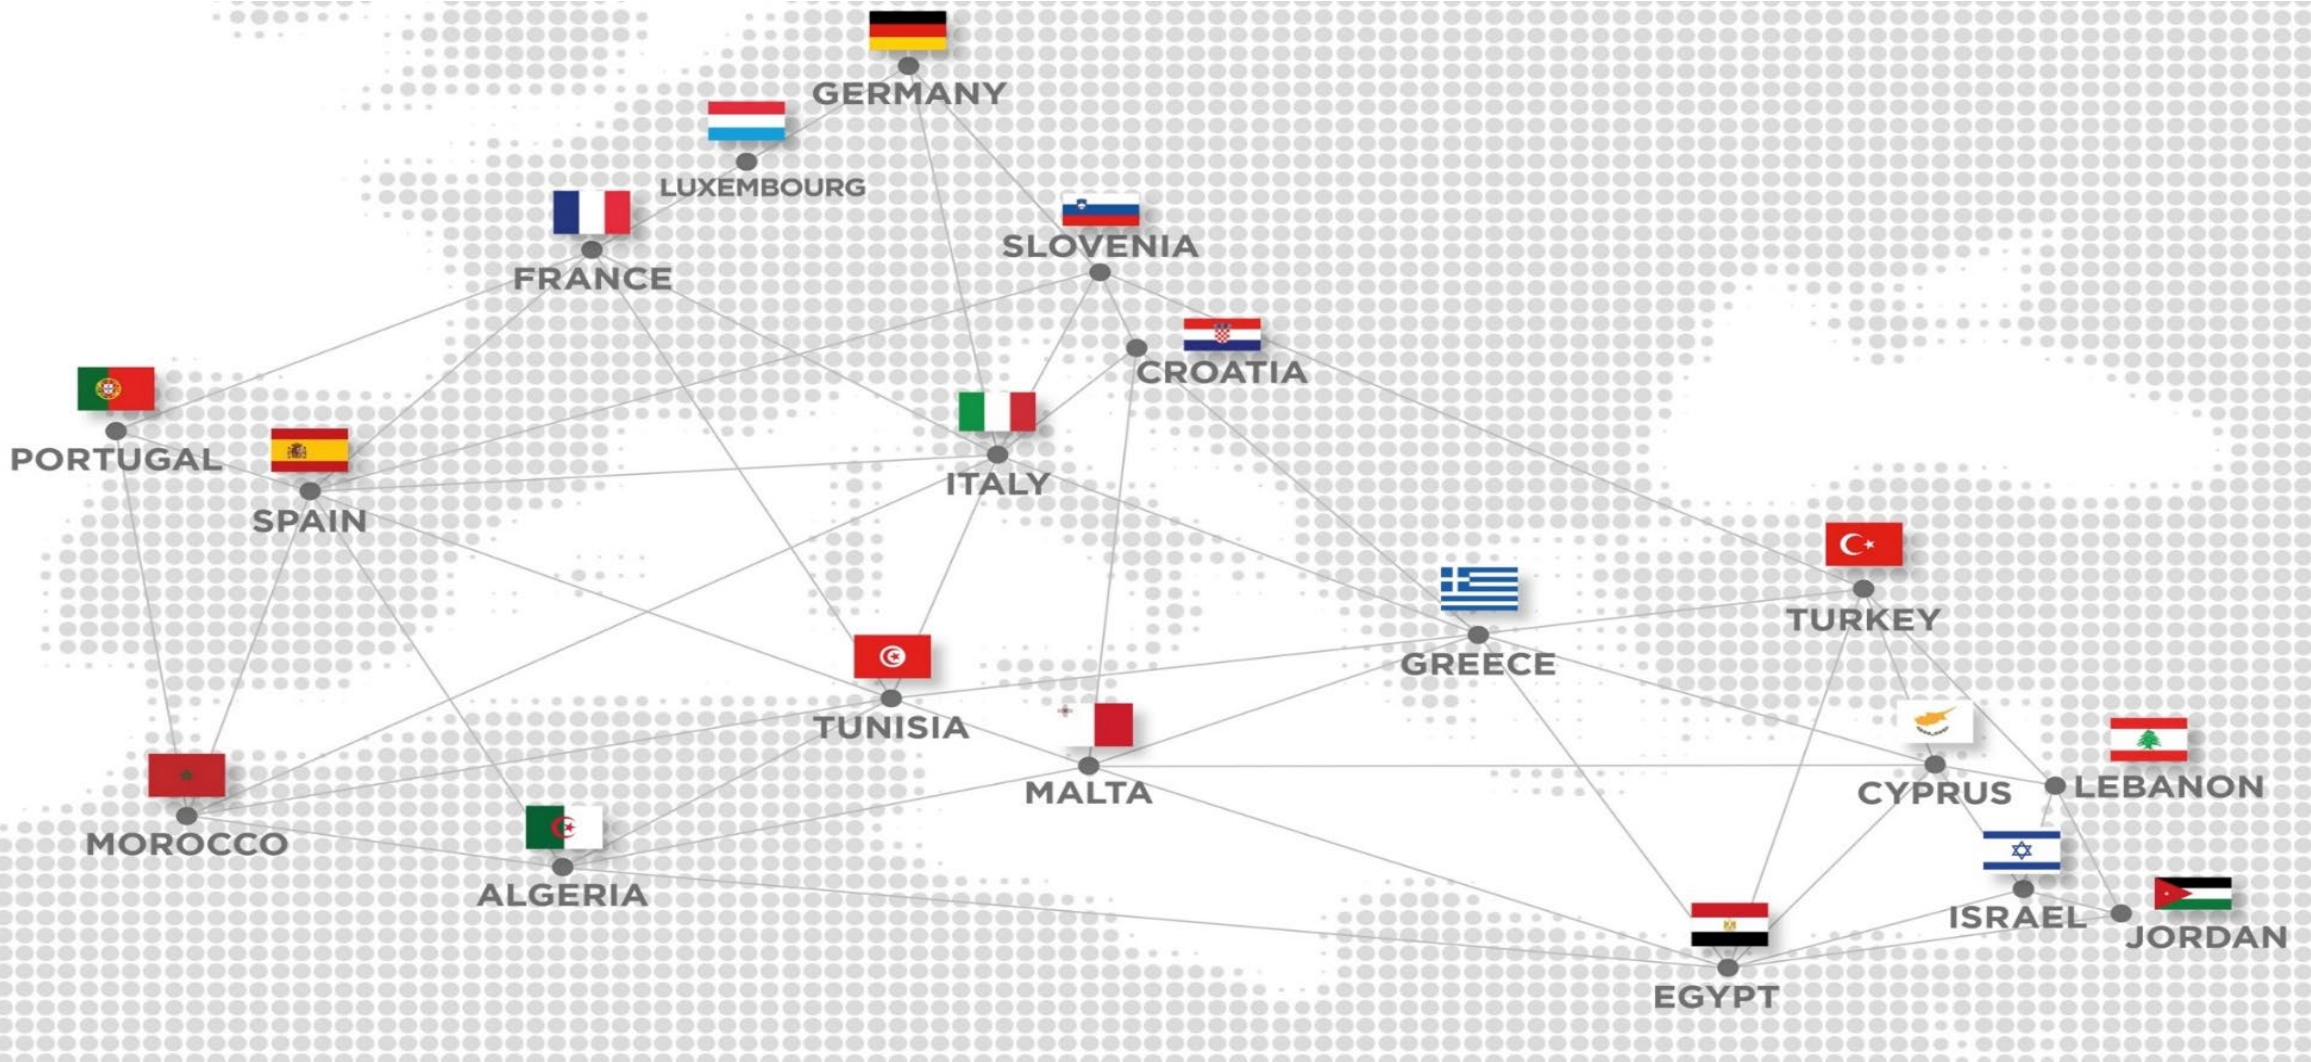 GERMANY
LUXEMBOURG
SLOVENIA
FRANCE
CROATIA
PORTUGAL
ITALY
SPAIN
TURKEY
GREECE
TUNISIA
LEBANON
MALTA
CYPRUS
MOROCCO
ALGERIA
ISRAEL
JORDAN
EGYPT